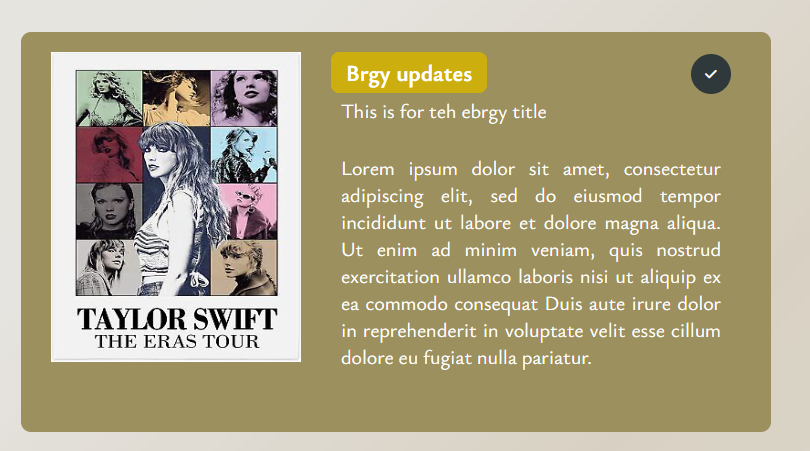 TAYLOR SWIFT
THE ERAS TOUR
Brgy updates
This is for teh ebrgy title
Lorem ipsum dolor sit amet, consectetur
adipiscing elit, sed do eiusmod tempor
incididunt ut labore et dolore magna aliqua.
Ut enim ad minim veniam, quis nostrud
exercitation ullamco laboris nisi ut aliquip ex
ea commodo consequat Duis aute irure dolor
in reprehenderit in voluptate velit esse cillum
dolore eu fugiat nulla pariatur.